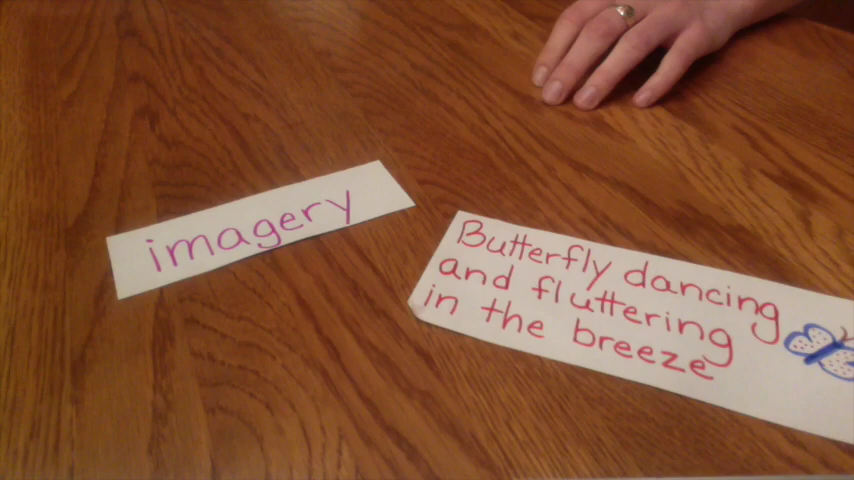 imagery
Butterfly dancing
and fluttering
in the breeze